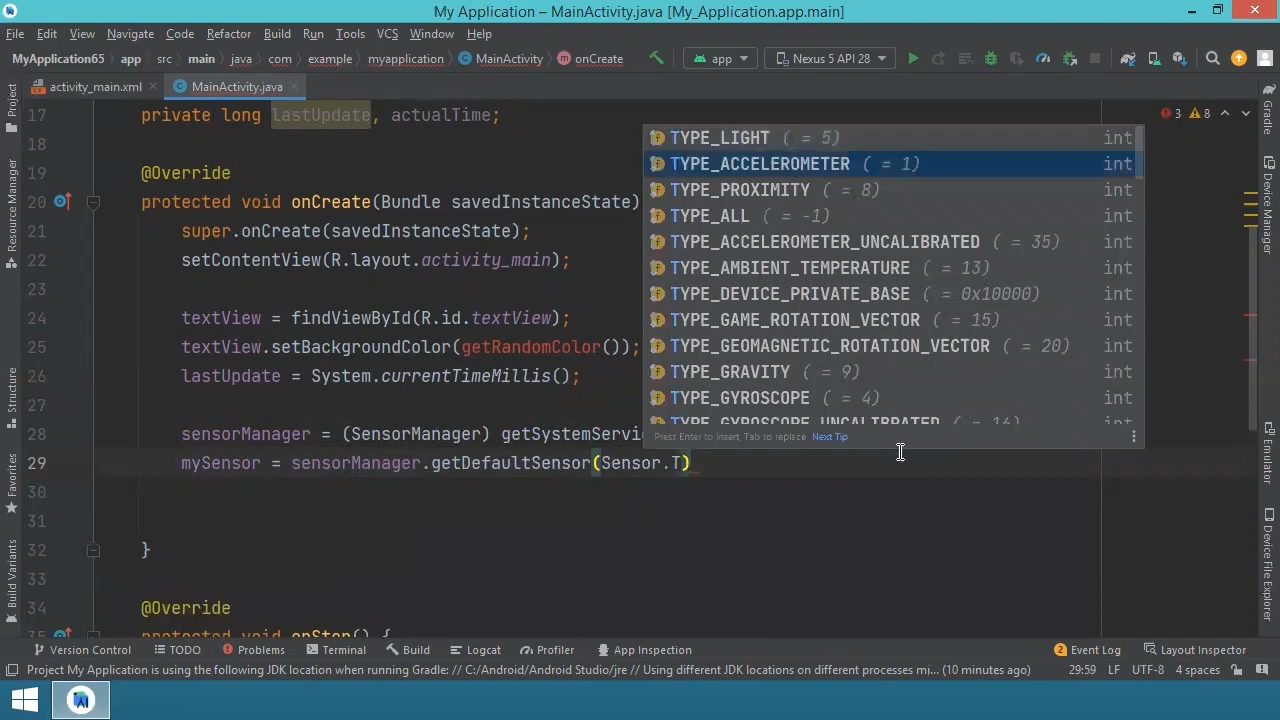 My Application – MainActivity.java [My_Application.app.main]
File Edit View Navigate Code Refactor Build Run Tools VCS Window Help
MyApplication65 app src main java com example myapplication MainActivity onCreate app Nexus 5 API 28
activity_main.xml MainActivity.java
17 private long lastUpdate, actualTime;
3 8
18
19 @Override
20 protected void onCreate(Bundle savedInstanceState)
21 super.onCreate(savedInstanceState);
22 setContentView(R.layout.activity_main);
23
24 textView = findViewById(R.id.textView);
25 textView.setBackgroundColor(getRandomColor());
26 lastUpdate = System.currentTimeMillis();
27
28 sensorManager = (SensorManager) getSystemServi
29 mySensor = sensorManager.getDefaultSensor(Sensor.T)
30
31
32 }
33
34 @Override
35 protected void onStop() {
TYPE_LIGHT ( = 5) int
TYPE_ACCELEROMETER ( = 1) int
TYPE_PROXIMITY ( = 8) int
TYPE_ALL ( = -1) int
TYPE_ACCELEROMETER_UNCALIBRATED ( = 35) int
TYPE_AMBIENT_TEMPERATURE ( = 13) int
TYPE_DEVICE_PRIVATE_BASE ( = 0x10000) int
TYPE_GAME_ROTATION_VECTOR ( = 15) int
TYPE_GEOMAGNETIC_ROTATION_VECTOR ( = 20) int
TYPE_GRAVITY ( = 9) int
TYPE_GYROSCOPE ( = 4) int
TYPE_GYROSCOPE_UNCALIBRATED ( = 16) int
Press Enter to insert, Tab to replace Next Tip
Project
Resource Manager
Structure
Favorites
Build Variants
Gradle
Device Manager
Emulator
Device File Explorer
Version Control TODO Problems Terminal Build Logcat Profiler App Inspection 2 Event Log Layout Inspector
Project My Application is using the following JDK location when running Gradle: // C:/Android/Android Studio/jre // Using different JDK locations on different processes mi... (10 minutes ago) 29:59 LF UTF-8 4 spaces